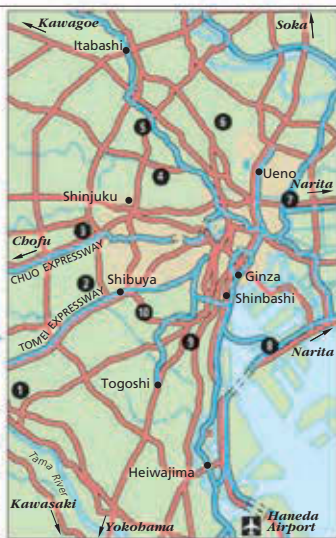 Kawagoe
Soka
Itabashi
5
6
Ueno
4
Narita
Shinjuku
7
3
Chofu
CHUO EXPRESSWAY
Ginza
2
Shibuya
Shinbashi
TOMEI EXPRESSWAY
10
9
8
Narita
Togoshi
1
Tama River
Heiwajima
Kawasaki
Yokohama
Haneda
Airport